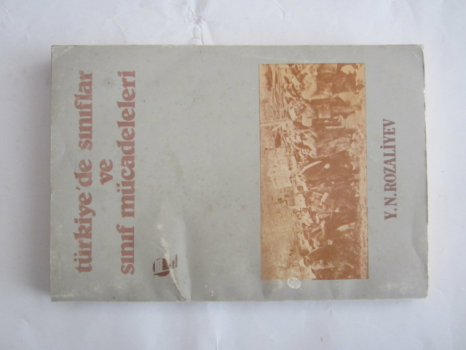 türkiye'de sınıflar
ve
sınıf mücadeleleri
Y.N.ROZALİYEV